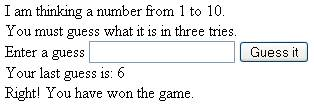 I am thinking a number from 1 to 10.
You must guess what it is in three tries.
Enter a guess Guess it
Your last guess is: 6
Right! You have won the game.